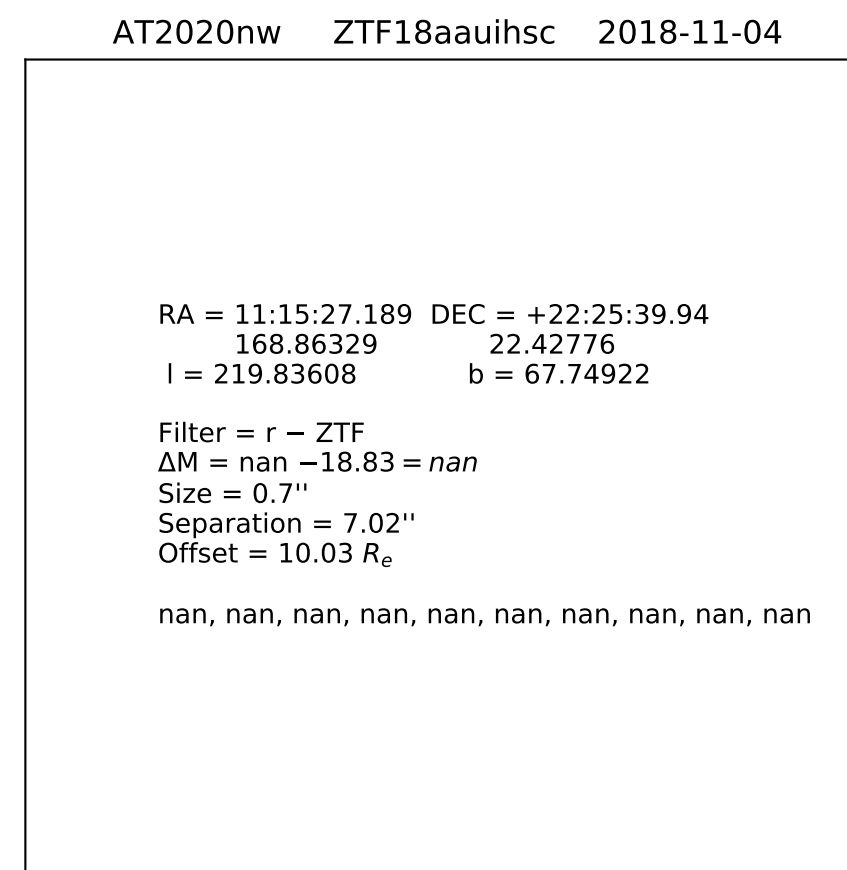 AT2020nw ZTF18aauihsc 2018-11-04
RA = 11:15:27.189 DEC = +22:25:39.94
168.86329 22.42776
l = 219.83608 b = 67.74922
Filter = r − ZTF
ΔM = nan −18.83 = nan
Size = 0.7''
Separation = 7.02''
Offset = 10.03 Rₑ
nan, nan, nan, nan, nan, nan, nan, nan, nan, nan